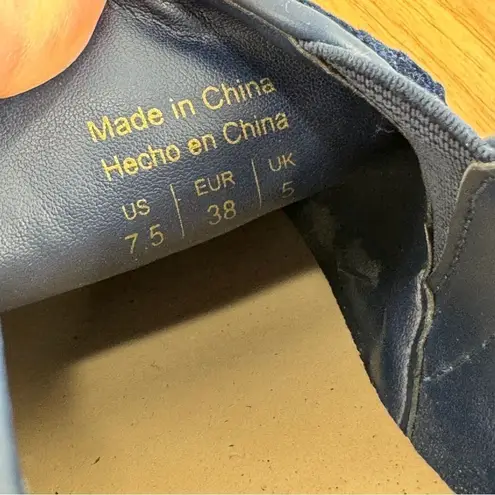 Made in China
Hecho en China
US | EUR | UK
7.5 | 38 | 5